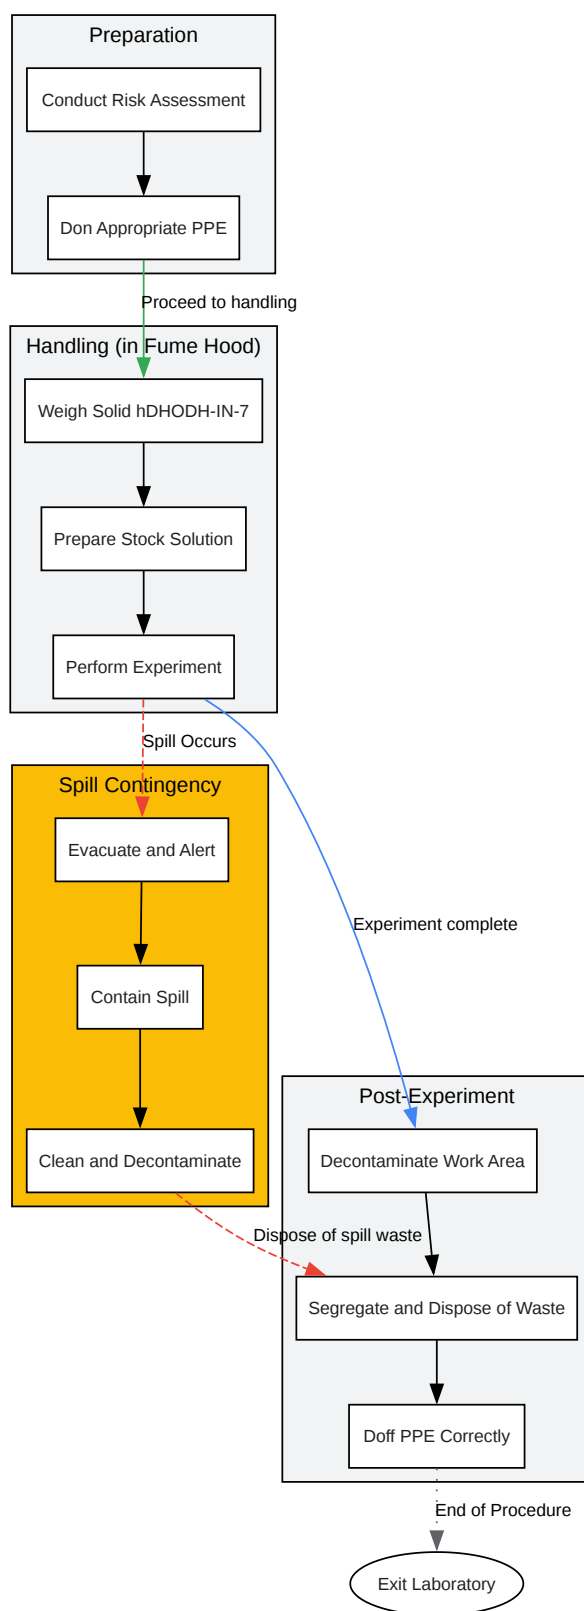 Preparation
Conduct Risk Assessment
Don Appropriate PPE
Proceed to handling
Handling (in Fume Hood)
Weigh Solid hDHODH-IN-7
Prepare Stock Solution
Perform Experiment
Spill Occurs
Spill Contingency
Evacuate and Alert
Experiment complete
Contain Spill
Post-Experiment
Clean and Decontaminate
Decontaminate Work Area
Dispose of spill waste
Segregate and Dispose of Waste
Doff PPE Correctly
End of Procedure
Exit Laboratory